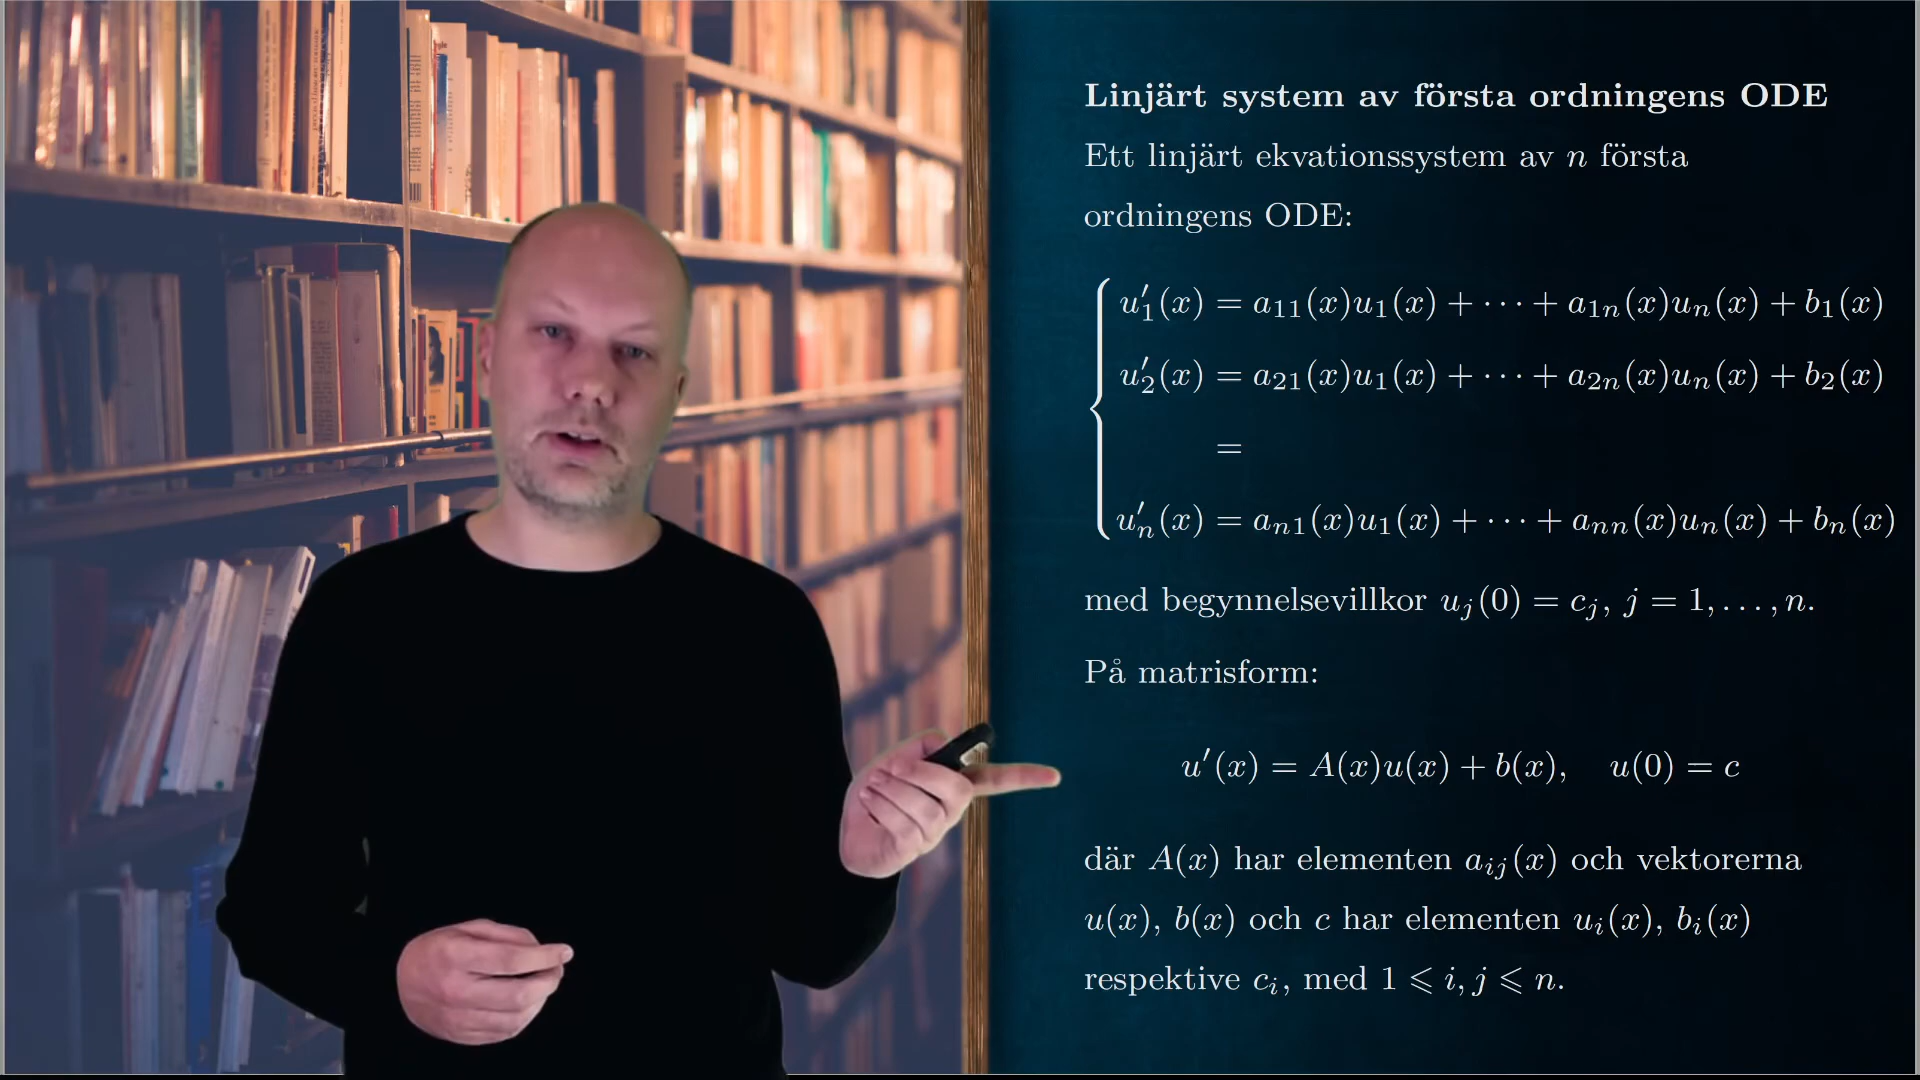 Linjärt system av första ordningens ODE
Ett linjärt ekvationssystem av n första
ordningens ODE:
u′₁(x) = a₁₁(x)u₁(x) + ··· + a₁ₙ(x)uₙ(x) + b₁(x)
u′₂(x) = a₂₁(x)u₁(x) + ··· + a₂ₙ(x)uₙ(x) + b₂(x)
=
u′ₙ(x) = aₙ₁(x)u₁(x) + ··· + aₙₙ(x)uₙ(x) + bₙ(x)
med begynnelsevillkor uⱼ(0) = cⱼ, j = 1, . . . , n.
På matrisform:
u′(x) = A(x)u(x) + b(x), u(0) = c
där A(x) har elementen aᵢⱼ(x) och vektorerna
u(x), b(x) och c har elementen uᵢ(x), bᵢ(x)
respektive cᵢ, med 1 ⩽ i, j ⩽ n.